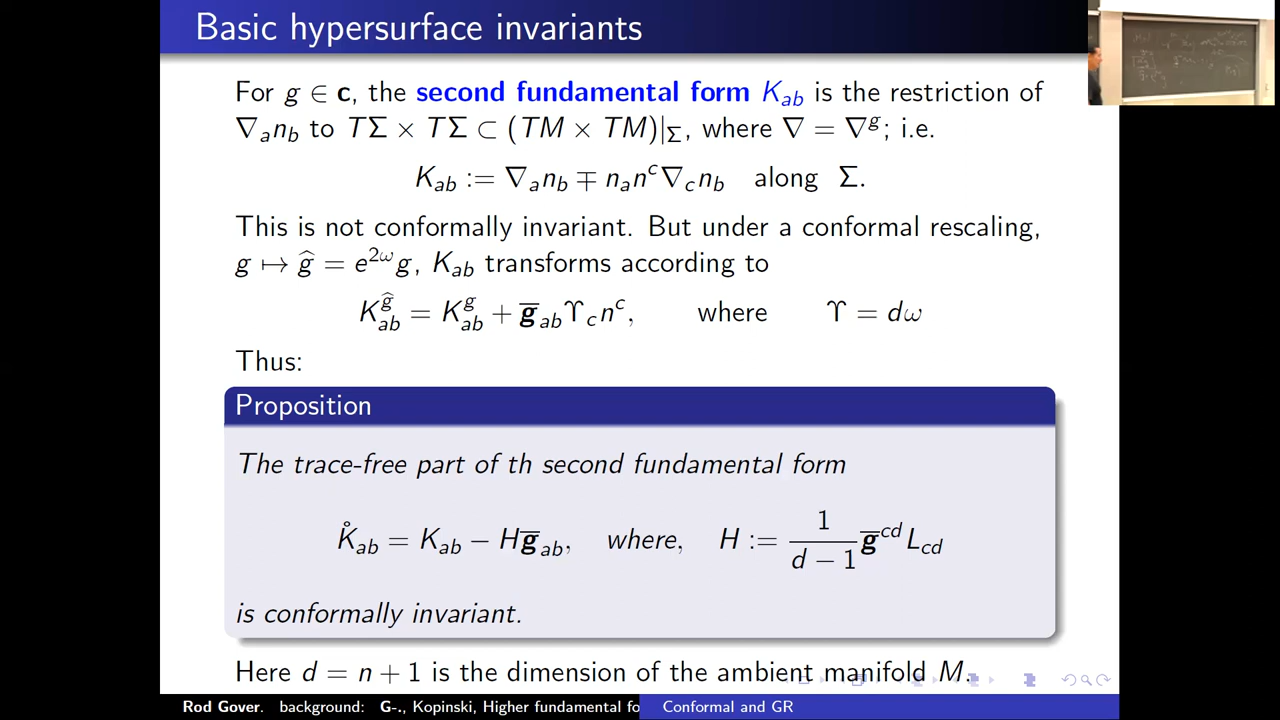 Basic hypersurface invariants
For g ∈ c, the second fundamental form K_ab is the restriction of
∇_a n_b to TΣ × TΣ ⊂ (TM × TM)|_Σ, where ∇ = ∇^g; i.e.
K_ab := ∇_a n_b ∓ n_a n^c ∇_c n_b along Σ.
This is not conformally invariant. But under a conformal rescaling,
g ↦ ĝ = e^{2ω} g, K_ab transforms according to
K^ĝ_ab = K^g_ab + ḡ_ab ϒ_c n^c, where ϒ = dω
Thus:
Proposition
The trace-free part of th second fundamental form
K̊_ab = K_ab − Hḡ_ab, where, H := 1/(d − 1) ḡ^{cd} L_cd
is conformally invariant.
Here d = n + 1 is the dimension of the ambient manifold M.
Rod Gover. background: G-., Kopinski, Higher fundamental fo
Conformal and GR